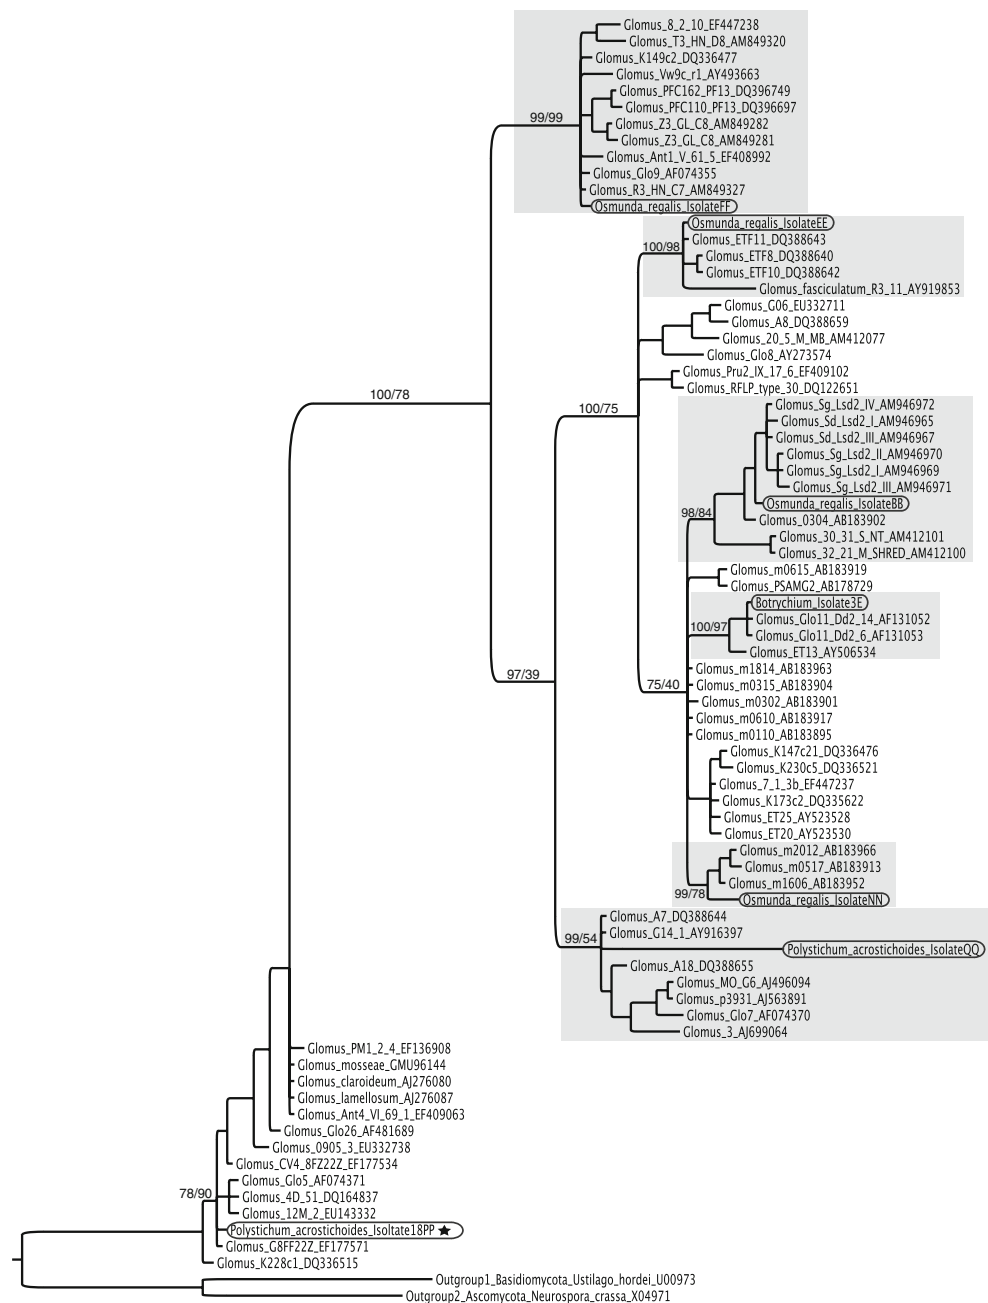 Glomus_8_2_10_EF447238
Glomus_T3_HN_D8_AM849320
Glomus_K149c2_DQ336477
Glomus_Vw9c_r1_AY493663
Glomus_PFC162_PF13_DQ396749
Glomus_PFC110_PF13_DQ396697
99/99
Glomus_Z3_GL_C8_AM849282
Glomus_Z3_GL_C8_AM849281
Glomus_Ant1_V_61_5_EF408992
Glomus_Glo9_AF074355
Glomus_R3_HN_C7_AM849327
Osmunda_regalis_IsolateFF
Osmunda_regalis_IsolateEE
Glomus_ETF11_DQ388643
100/98
Glomus_ETF8_DQ388640
Glomus_ETF10_DQ388642
Glomus_fasciculatum_R3_11_AY919853
Glomus_G06_EU332711
Glomus_A8_DQ388659
Glomus_20_5_M_MB_AM412077
Glomus_Glo8_AY273574
Glomus_Pru2_IX_17_6_EF409102
Glomus_RFLP_type_30_DQ122651
100/78
Glomus_Sg_Lsd2_IV_AM946972
100/75
Glomus_Sd_Lsd2_I_AM946965
Glomus_Sd_Lsd2_III_AM946967
Glomus_Sg_Lsd2_II_AM946970
Glomus_Sg_Lsd2_I_AM946969
Glomus_Sg_Lsd2_III_AM946971
Osmunda_regalis_IsolateBB
98/84
Glomus_0304_AB183902
Glomus_30_31_S_NT_AM412101
Glomus_32_21_M_SHRED_AM412100
Glomus_m0615_AB183919
Glomus_PSAMG2_AB178729
Botrychium_Isolate3E
Glomus_Glo11_Dd2_14_AF131052
100/97
Glomus_Glo11_Dd2_6_AF131053
Glomus_ET13_AY506534
Glomus_m1814_AB183963
97/39
75/40
Glomus_m0315_AB183904
Glomus_m0302_AB183901
Glomus_m0610_AB183917
Glomus_m0110_AB183895
Glomus_K147c21_DQ336476
Glomus_K230c5_DQ336521
Glomus_7_1_3b_EF447237
Glomus_K173c2_DQ335622
Glomus_ET25_AY523528
Glomus_ET20_AY523530
Glomus_m2012_AB183966
Glomus_m0517_AB183913
Glomus_m1606_AB183952
99/78
Osmunda_regalis_IsolateNN
Glomus_A7_DQ388644
Glomus_G14_1_AY916397
99/54
Polystichum_acrostichoides_IsolateQQ
Glomus_A18_DQ388655
Glomus_MO_G6_AJ496094
Glomus_p3931_AJ563891
Glomus_Glo7_AF074370
Glomus_3_AJ699064
Glomus_PM1_2_4_EF136908
Glomus_mosseae_GMU96144
Glomus_claroideum_AJ276080
Glomus_lamellosum_AJ276087
Glomus_Ant4_VI_69_1_EF409063
Glomus_Glo26_AF481689
Glomus_0905_3_EU332738
Glomus_CV4_8FZ22Z_EF177534
Glomus_Glo5_AF074371
78/90
Glomus_4D_51_DQ164837
Glomus_12M_2_EU143332
Polystichum_acrostichoides_Isoltate18PP ★
Glomus_G8FF22Z_EF177571
Glomus_K228c1_DQ336515
Outgroup1_Basidiomycota_Ustilago_hordei_U00973
Outgroup2_Ascomycota_Neurospora_crassa_X04971